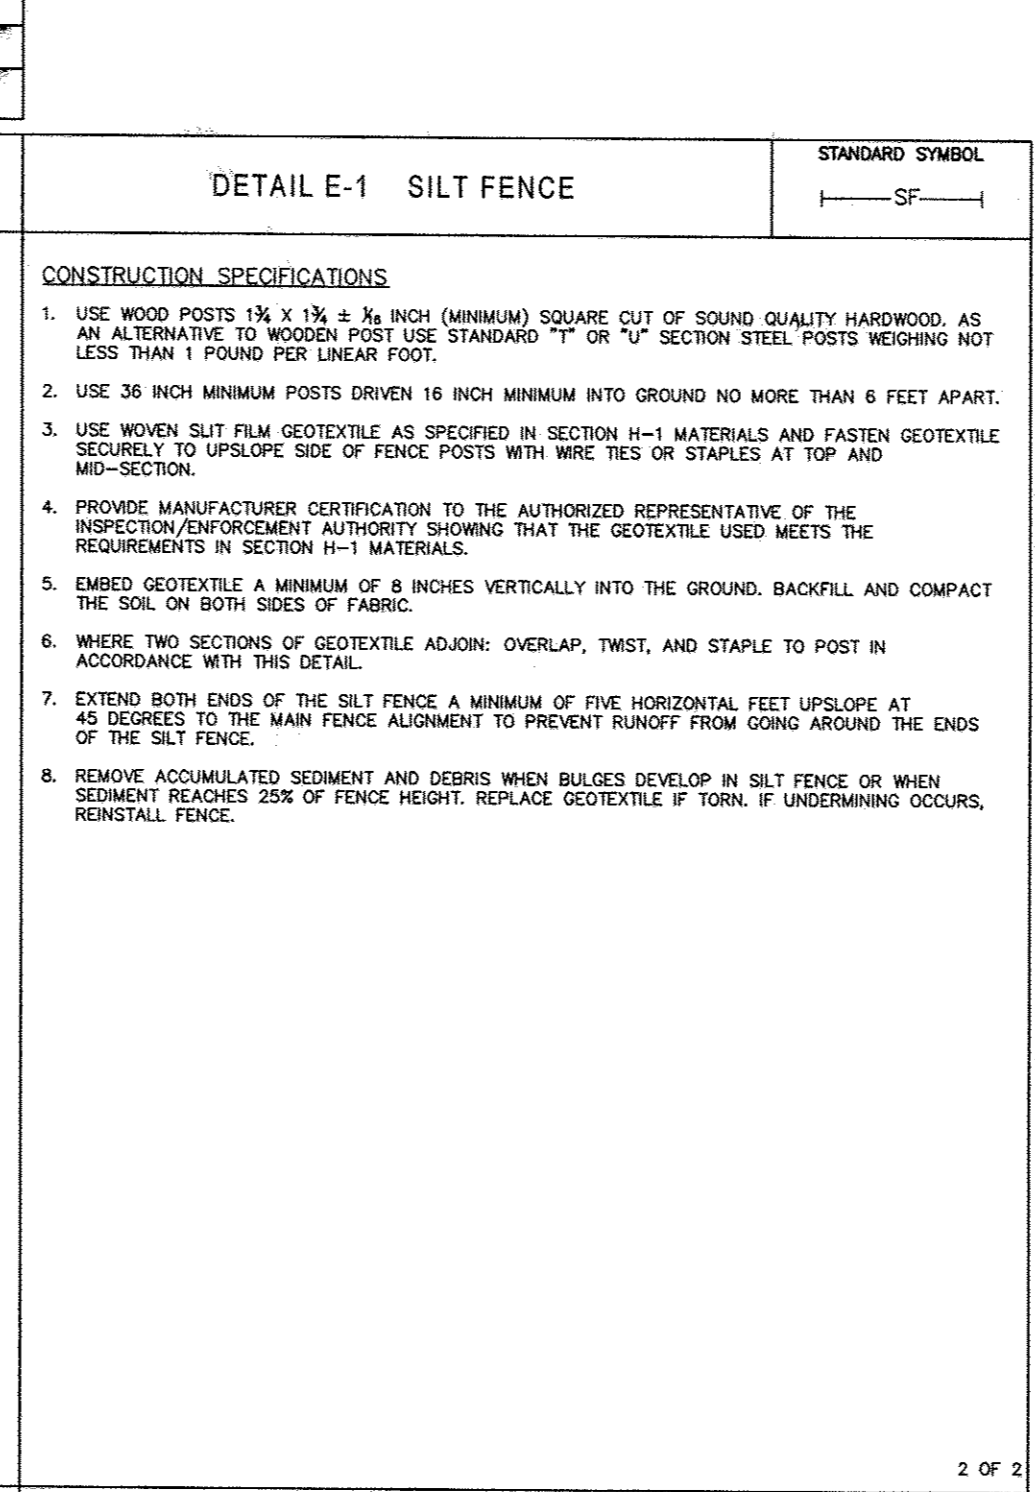 DETAIL E-1 SILT FENCE
STANDARD SYMBOL
SF
CONSTRUCTION SPECIFICATIONS
1. USE WOOD POSTS 1¾ X 1¾ ± 1/16 INCH (MINIMUM) SQUARE CUT OF SOUND QUALITY HARDWOOD. AS
AN ALTERNATIVE TO WOODEN POST USE STANDARD "T" OR "U" SECTION STEEL POSTS WEIGHING NOT
LESS THAN 1 POUND PER LINEAR FOOT.
2. USE 36 INCH MINIMUM POSTS DRIVEN 16 INCH MINIMUM INTO GROUND NO MORE THAN 6 FEET APART.
3. USE WOVEN SLIT FILM GEOTEXTILE AS SPECIFIED IN SECTION H-1 MATERIALS AND FASTEN GEOTEXTILE
SECURELY TO UPSLOPE SIDE OF FENCE POSTS WITH WIRE TIES OR STAPLES AT TOP AND
MID-SECTION.
4. PROVIDE MANUFACTURER CERTIFICATION TO THE AUTHORIZED REPRESENTATIVE OF THE
INSPECTION/ENFORCEMENT AUTHORITY SHOWING THAT THE GEOTEXTILE USED MEETS THE
REQUIREMENTS IN SECTION H-1 MATERIALS.
5. EMBED GEOTEXTILE A MINIMUM OF 8 INCHES VERTICALLY INTO THE GROUND. BACKFILL AND COMPACT
THE SOIL ON BOTH SIDES OF FABRIC.
6. WHERE TWO SECTIONS OF GEOTEXTILE ADJOIN: OVERLAP, TWIST, AND STAPLE TO POST IN
ACCORDANCE WITH THIS DETAIL.
7. EXTEND BOTH ENDS OF THE SILT FENCE A MINIMUM OF FIVE HORIZONTAL FEET UPSLOPE AT
45 DEGREES TO THE MAIN FENCE ALIGNMENT TO PREVENT RUNOFF FROM GOING AROUND THE ENDS
OF THE SILT FENCE.
8. REMOVE ACCUMULATED SEDIMENT AND DEBRIS WHEN BULGES DEVELOP IN SILT FENCE OR WHEN
SEDIMENT REACHES 25% OF FENCE HEIGHT. REPLACE GEOTEXTILE IF TORN. IF UNDERMINING OCCURS,
REINSTALL FENCE.
2 OF 2